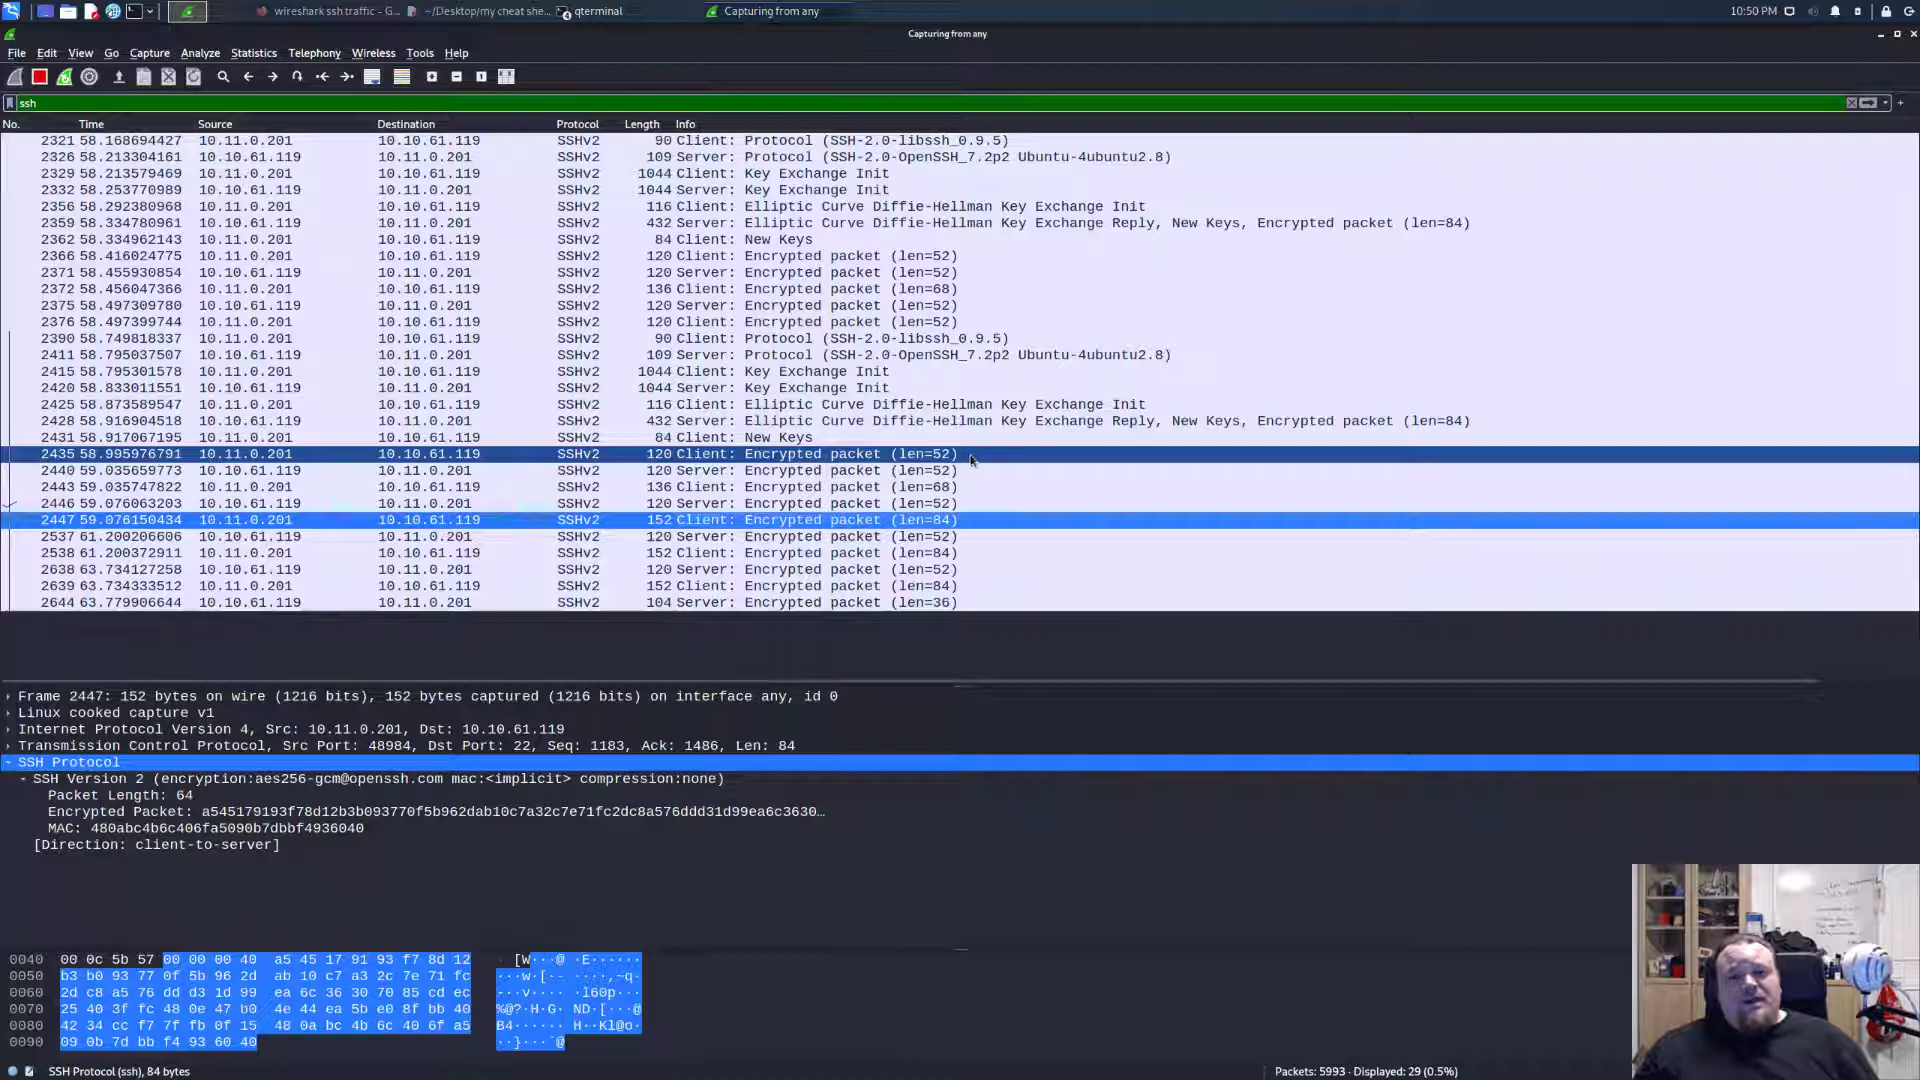 wireshark ssh traffic - G...
~/Desktop/my cheat she...
qterminal
Capturing from any
10:50 PM
Capturing from any
File Edit View Go Capture Analyze Statistics Telephony Wireless Tools Help
ssh
No. Time Source Destination Protocol Length Info
2321 58.168694427 10.11.0.201 10.10.61.119 SSHv2 90 Client: Protocol (SSH-2.0-libssh_0.9.5)
2326 58.213304161 10.10.61.119 10.11.0.201 SSHv2 109 Server: Protocol (SSH-2.0-OpenSSH_7.2p2 Ubuntu-4ubuntu2.8)
2329 58.213579469 10.11.0.201 10.10.61.119 SSHv2 1044 Client: Key Exchange Init
2332 58.253770989 10.10.61.119 10.11.0.201 SSHv2 1044 Server: Key Exchange Init
2356 58.292380968 10.11.0.201 10.10.61.119 SSHv2 116 Client: Elliptic Curve Diffie-Hellman Key Exchange Init
2359 58.334780961 10.10.61.119 10.11.0.201 SSHv2 432 Server: Elliptic Curve Diffie-Hellman Key Exchange Reply, New Keys, Encrypted packet (len=84)
2362 58.334962143 10.11.0.201 10.10.61.119 SSHv2 84 Client: New Keys
2366 58.416024775 10.11.0.201 10.10.61.119 SSHv2 120 Client: Encrypted packet (len=52)
2371 58.455930854 10.10.61.119 10.11.0.201 SSHv2 120 Server: Encrypted packet (len=52)
2372 58.456047366 10.11.0.201 10.10.61.119 SSHv2 136 Client: Encrypted packet (len=68)
2375 58.497309780 10.10.61.119 10.11.0.201 SSHv2 120 Server: Encrypted packet (len=52)
2376 58.497399744 10.11.0.201 10.10.61.119 SSHv2 120 Client: Encrypted packet (len=52)
2390 58.749818337 10.11.0.201 10.10.61.119 SSHv2 90 Client: Protocol (SSH-2.0-libssh_0.9.5)
2411 58.795037507 10.10.61.119 10.11.0.201 SSHv2 109 Server: Protocol (SSH-2.0-OpenSSH_7.2p2 Ubuntu-4ubuntu2.8)
2415 58.795301578 10.11.0.201 10.10.61.119 SSHv2 1044 Client: Key Exchange Init
2420 58.833011551 10.10.61.119 10.11.0.201 SSHv2 1044 Server: Key Exchange Init
2425 58.873589547 10.11.0.201 10.10.61.119 SSHv2 116 Client: Elliptic Curve Diffie-Hellman Key Exchange Init
2428 58.916904518 10.10.61.119 10.11.0.201 SSHv2 432 Server: Elliptic Curve Diffie-Hellman Key Exchange Reply, New Keys, Encrypted packet (len=84)
2431 58.917067195 10.11.0.201 10.10.61.119 SSHv2 84 Client: New Keys
2435 58.995976791 10.11.0.201 10.10.61.119 SSHv2 120 Client: Encrypted packet (len=52)
2440 59.035659773 10.10.61.119 10.11.0.201 SSHv2 120 Server: Encrypted packet (len=52)
2443 59.035747822 10.11.0.201 10.10.61.119 SSHv2 136 Client: Encrypted packet (len=68)
2446 59.076063203 10.10.61.119 10.11.0.201 SSHv2 120 Server: Encrypted packet (len=52)
2447 59.076150434 10.11.0.201 10.10.61.119 SSHv2 152 Client: Encrypted packet (len=84)
2537 61.200206606 10.10.61.119 10.11.0.201 SSHv2 120 Server: Encrypted packet (len=52)
2538 61.200372911 10.11.0.201 10.10.61.119 SSHv2 152 Client: Encrypted packet (len=84)
2638 63.734127258 10.10.61.119 10.11.0.201 SSHv2 120 Server: Encrypted packet (len=52)
2639 63.734333512 10.11.0.201 10.10.61.119 SSHv2 152 Client: Encrypted packet (len=84)
2644 63.779906644 10.10.61.119 10.11.0.201 SSHv2 104 Server: Encrypted packet (len=36)
Frame 2447: 152 bytes on wire (1216 bits), 152 bytes captured (1216 bits) on interface any, id 0
Linux cooked capture v1
Internet Protocol Version 4, Src: 10.11.0.201, Dst: 10.10.61.119
Transmission Control Protocol, Src Port: 48984, Dst Port: 22, Seq: 1183, Ack: 1486, Len: 84
SSH Protocol
SSH Version 2 (encryption:aes256-gcm@openssh.com mac:<implicit> compression:none)
Packet Length: 64
Encrypted Packet: a545179193f78d12b3b093770f5b962dab10c7a32c7e71fc2dc8a576ddd31d99ea6c3630…
MAC: 480abc4b6c406fa5090b7dbbf4936040
[Direction: client-to-server]
0040 00 0c 5b 57 00 00 00 40 a5 45 17 91 93 f7 8d 12 ··[W···@ ·E······
0050 b3 b0 93 77 0f 5b 96 2d ab 10 c7 a3 2c 7e 71 fc ···w·[·- ····,~q·
0060 2d c8 a5 76 dd d3 1d 99 ea 6c 36 30 70 85 cd ec -··v···· ·l60p···
0070 25 40 3f fc 48 0e 47 b0 4e 44 ea 5b e0 8f bb 40 %@?·H·G· ND·[···@
0080 42 34 cc f7 7f fb 0f 15 48 0a bc 4b 6c 40 6f a5 B4······ H··Kl@o·
0090 09 0b 7d bb f4 93 60 40 ··}···`@
SSH Protocol (ssh), 84 bytes
Packets: 5993 · Displayed: 29 (0.5%)